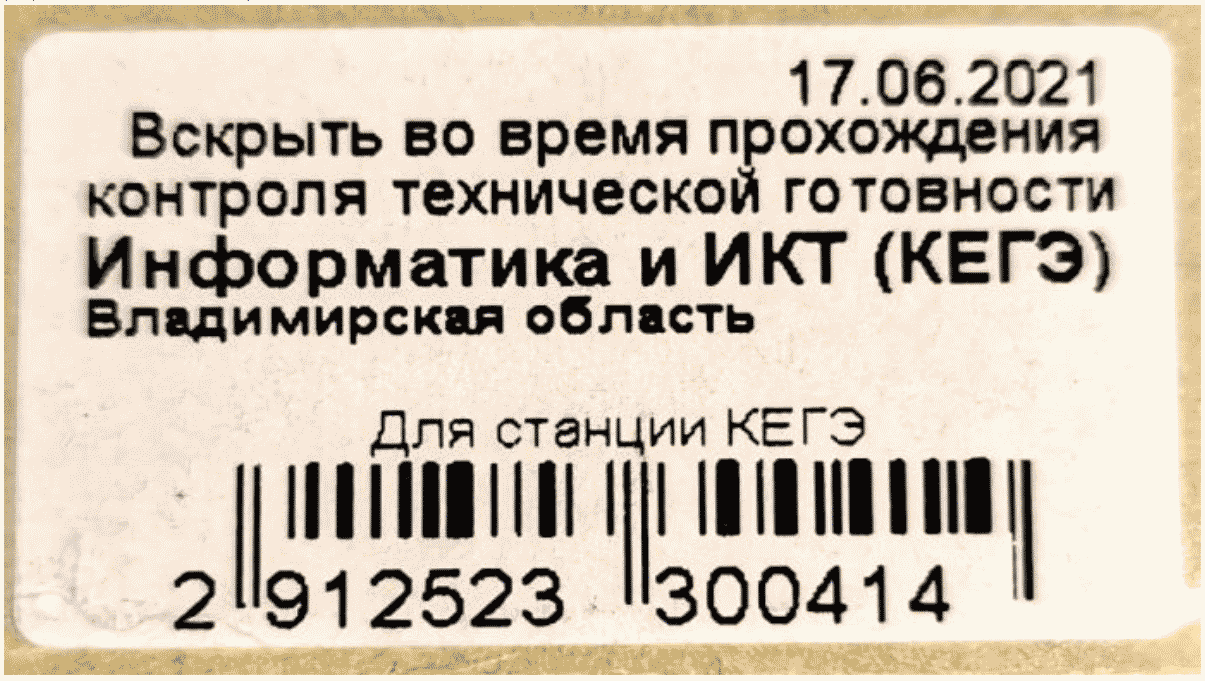 17.06.2021
Вскрыть во время прохождения
контроля технической готовности
Информатика и ИКТ (КЕГЭ)
Владимирская область
Для станции КЕГЭ
2 912523 300414